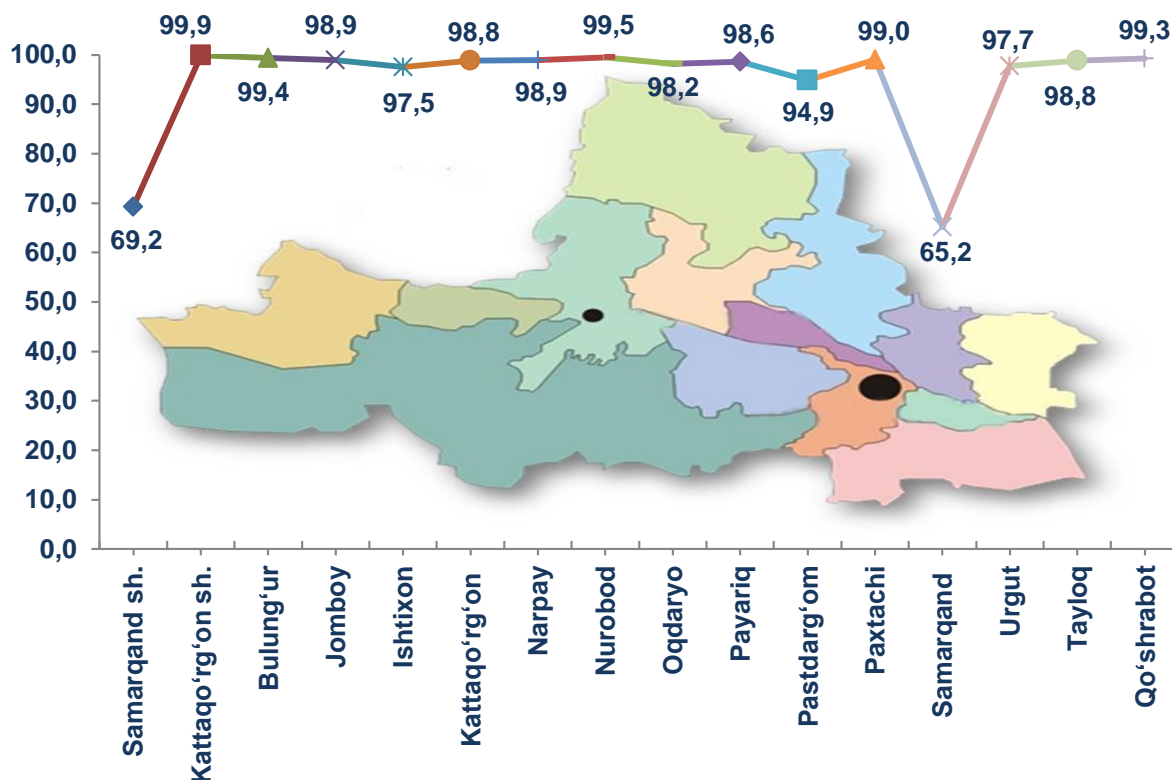 99,9
98,9
98,8
99,5
98,6
99,0
97,7
99,3
99,4
97,5
98,9
98,2
94,9
98,8
69,2
65,2
100,0
90,0
80,0
70,0
60,0
50,0
40,0
30,0
20,0
10,0
0,0
Samarqand sh.
Kattaqo‘rg‘on sh.
Bulung‘ur
Jomboy
Ishtixon
Kattaqo‘rg‘on
Narpay
Nurobod
Oqdaryo
Payariq
Pastdarg‘om
Paxtachi
Samarqand
Urgut
Tayloq
Qo‘shrabot